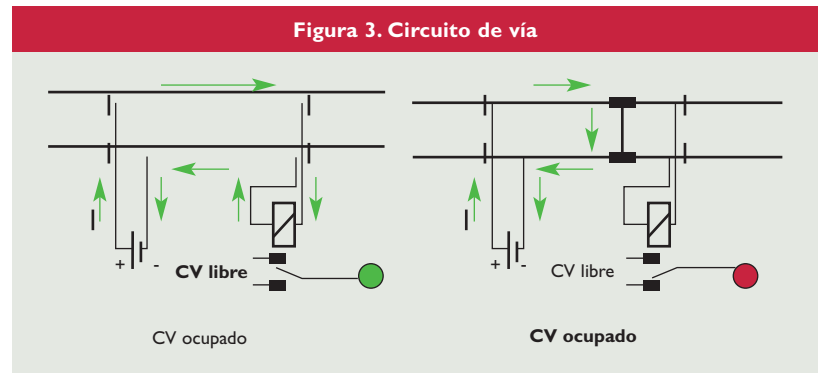 Figura 3. Circuito de vía
I
+
-
CV libre
CV ocupado
I
+
-
CV libre
CV ocupado